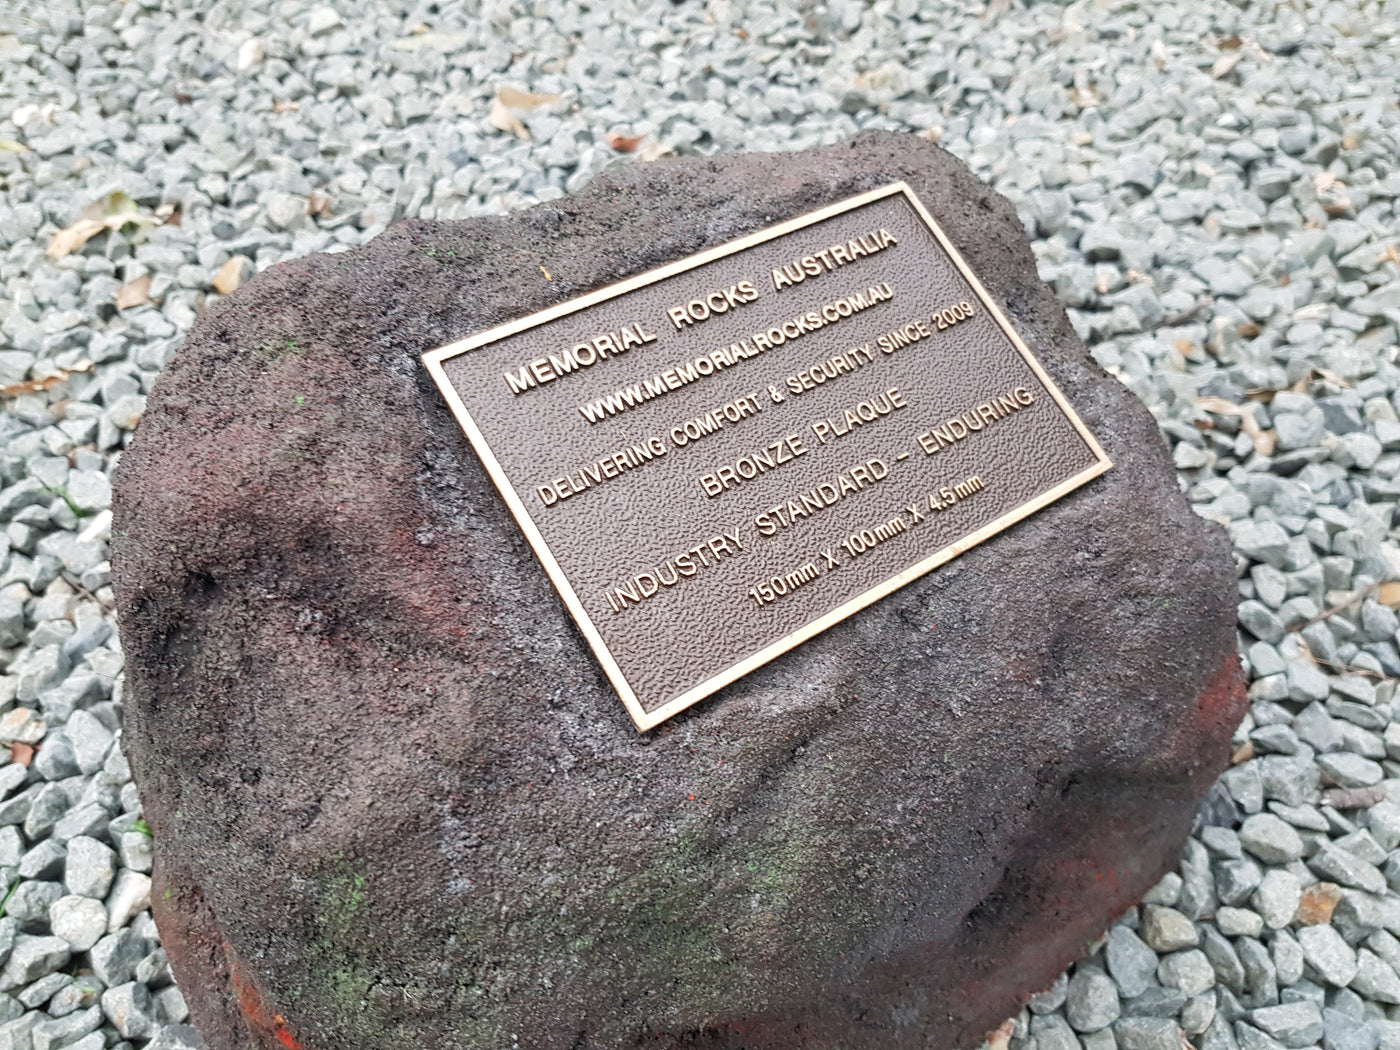 MEMORIAL ROCKS AUSTRALIA
WWW.MEMORIALROCKS.COM.AU
DELIVERING COMFORT & SECURITY SINCE 2009
BRONZE PLAQUE
INDUSTRY STANDARD - ENDURING
150mm X 100mm X 4.5mm